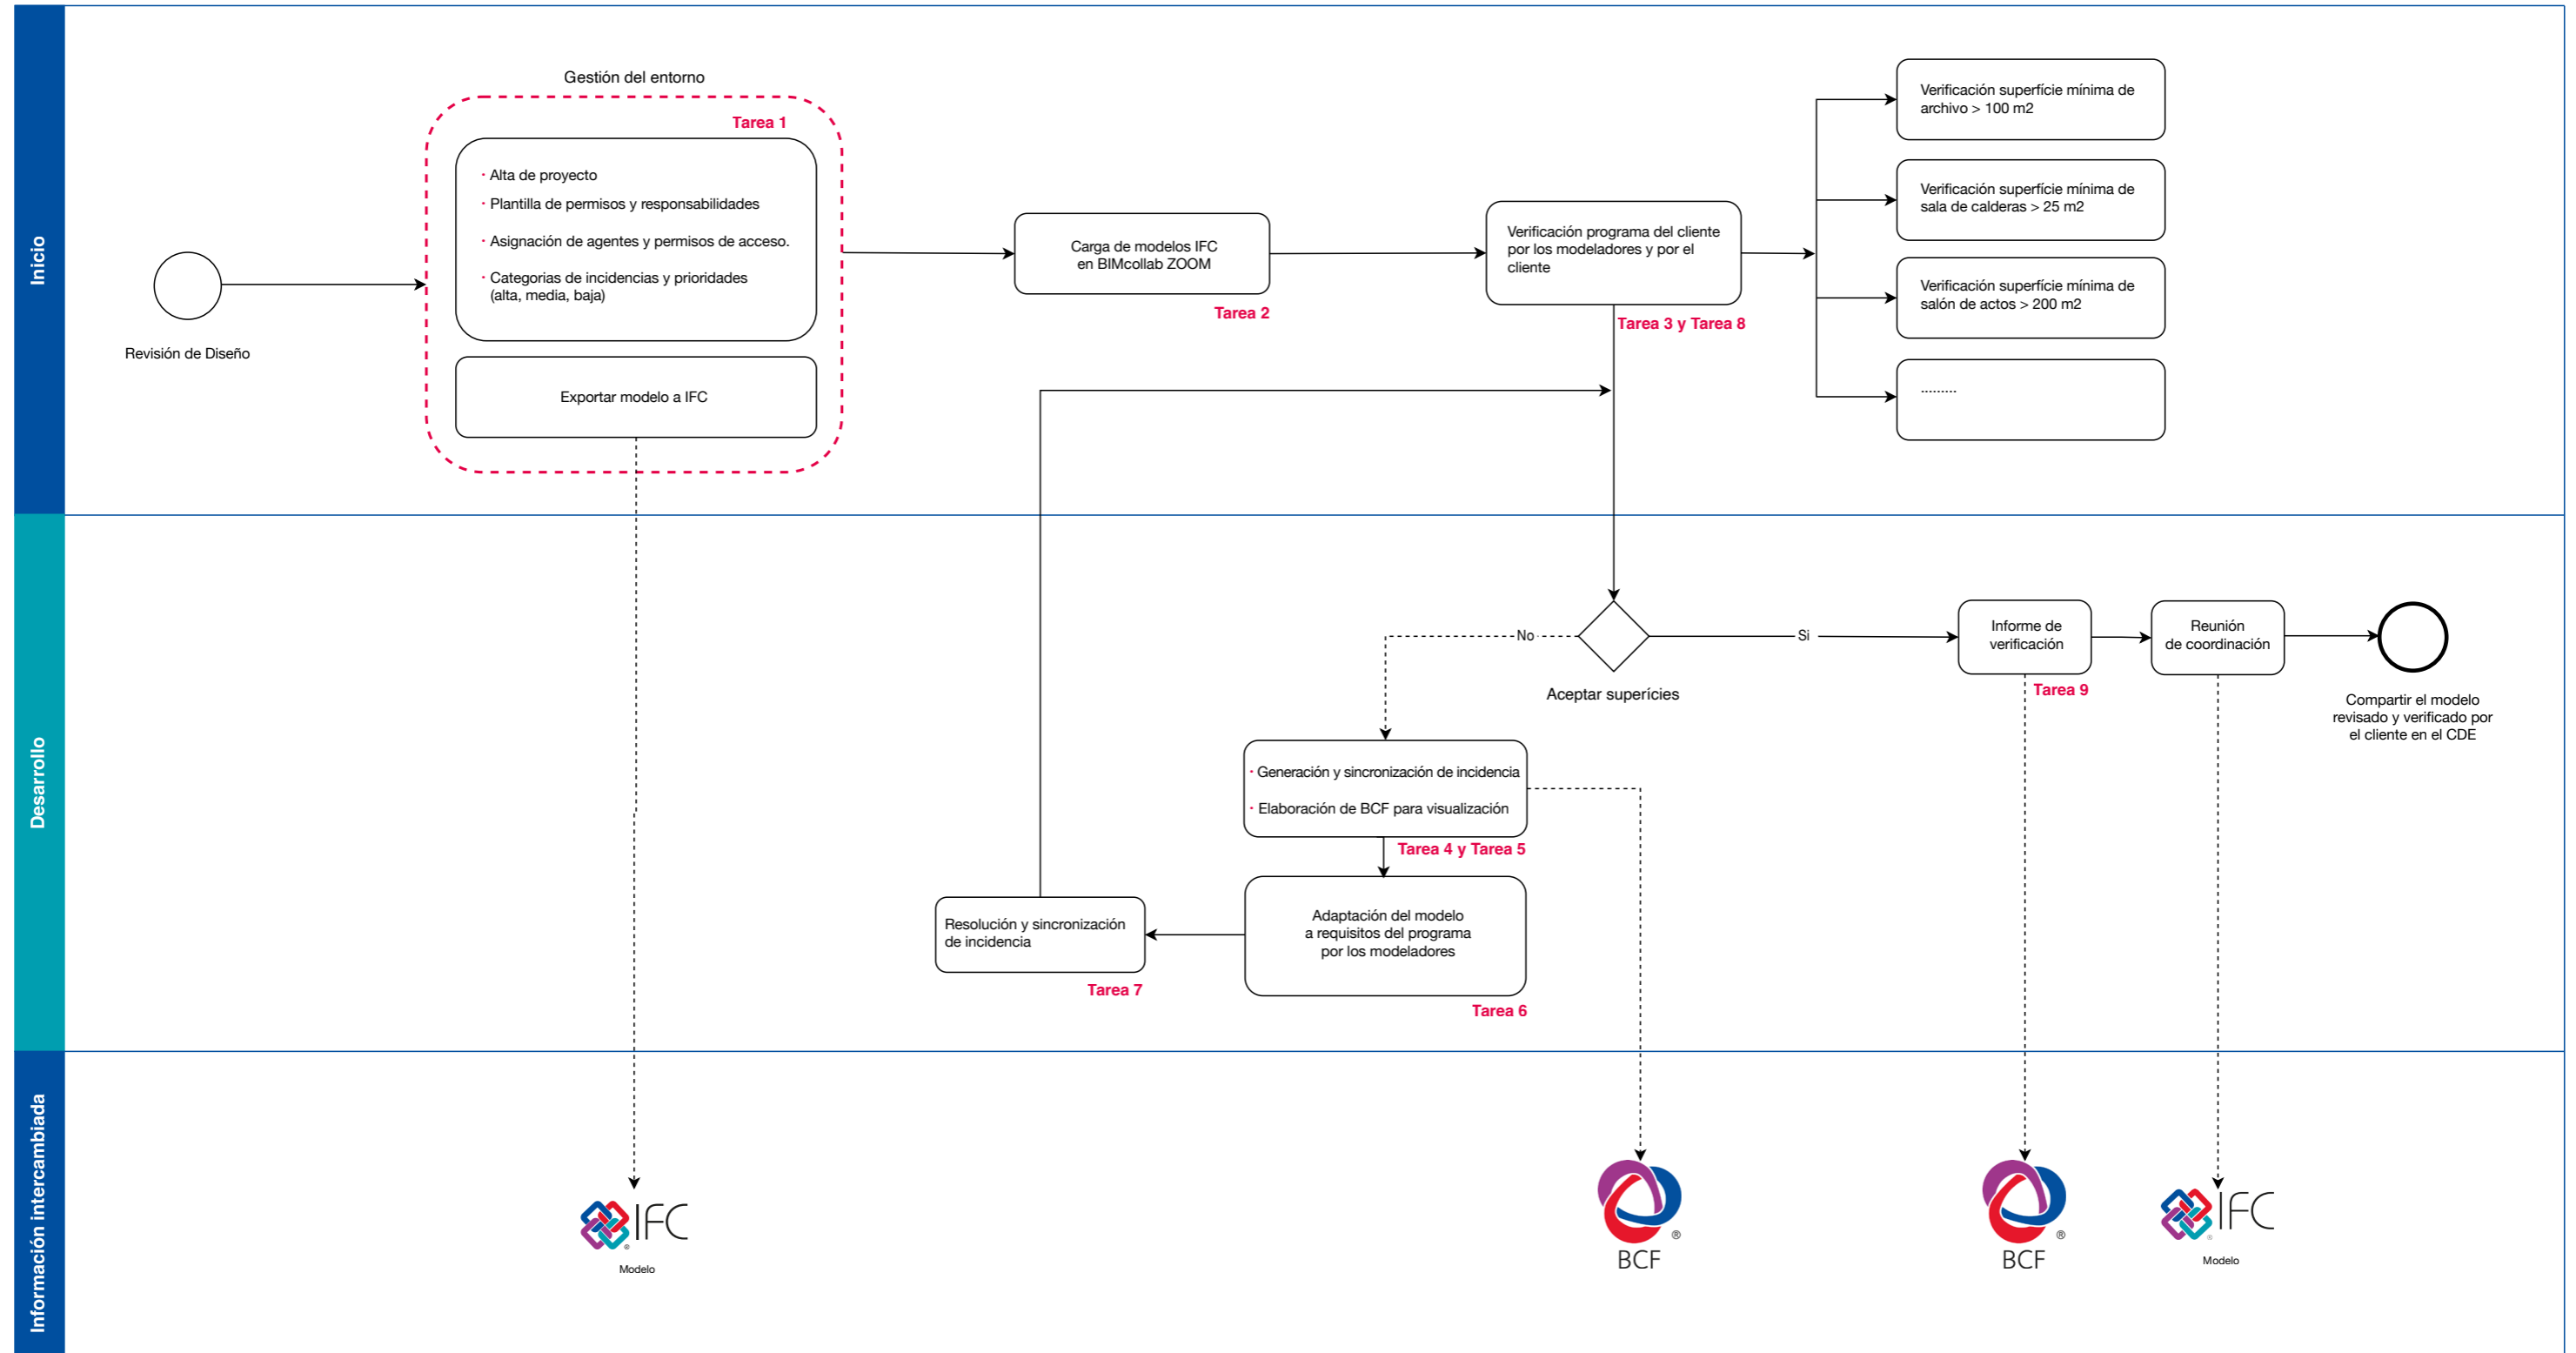 Inicio
Gestión del entorno
Tarea 1
· Alta de proyecto
· Plantilla de permisos y responsabilidades
· Asignación de agentes y permisos de acceso.
· Categorias de incidencias y prioridades
(alta, media, baja)
Exportar modelo a IFC
Revisión de Diseño
Carga de modelos IFC
en BIMcollab ZOOM
Tarea 2
Verificación programa del cliente
por los modeladores y por el
cliente
Tarea 3 y Tarea 8
Verificación superfície mínima de
archivo > 100 m2
Verificación superfície mínima de
sala de calderas > 25 m2
Verificación superfície mínima de
salón de actos > 200 m2
.........
Desarrollo
No
Si
Aceptar superícies
Informe de
verificación
Tarea 9
Reunión
de coordinación
Compartir el modelo
revisado y verificado por
el cliente en el CDE
· Generación y sincronización de incidencia
· Elaboración de BCF para visualización
Tarea 4 y Tarea 5
Adaptación del modelo
a requisitos del programa
por los modeladores
Tarea 6
Resolución y sincronización
de incidencia
Tarea 7
Información intercambiada
IFC
®
Modelo
®
BCF
®
BCF
IFC
®
Modelo